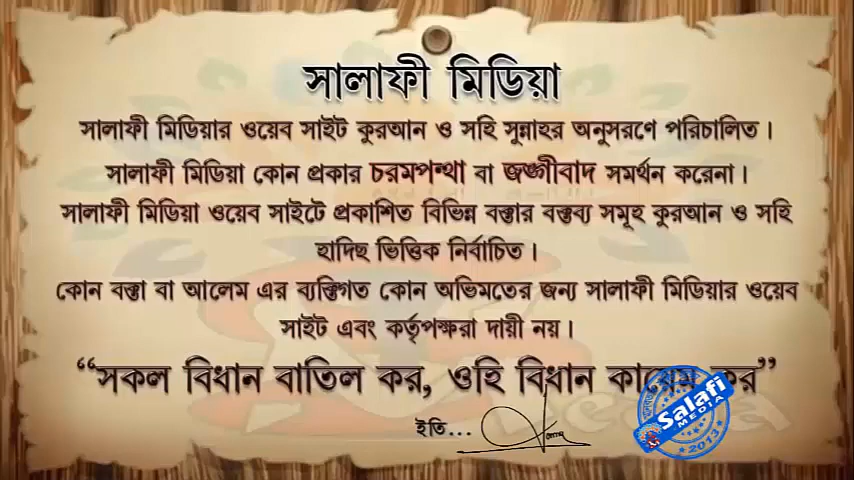 সালাফী মিডিয়া
সালাফী মিডিয়ার ওয়েব সাইট কুরআন ও সহি সুন্নাহর অনুসরণে পরিচালিত।
সালাফী মিডিয়া কোন প্রকার চরমপন্থা বা জঙ্গীবাদ সমর্থন করেনা।
সালাফী মিডিয়া ওয়েব সাইটে প্রকাশিত বিভিন্ন বক্তার বক্তব্য সমূহ কুরআন ও সহি
হাদিছ ভিত্তিক নির্বাচিত।
কোন বক্তা বা আলেম এর ব্যক্তিগত কোন অভিমতের জন্য সালাফী মিডিয়ার ওয়েব
সাইট এবং কর্তৃপক্ষরা দায়ী নয়।
“সকল বিধান বাতিল কর, ওহি বিধান কায়েম কর”
ইতি...
Salafi
MEDIA
2013